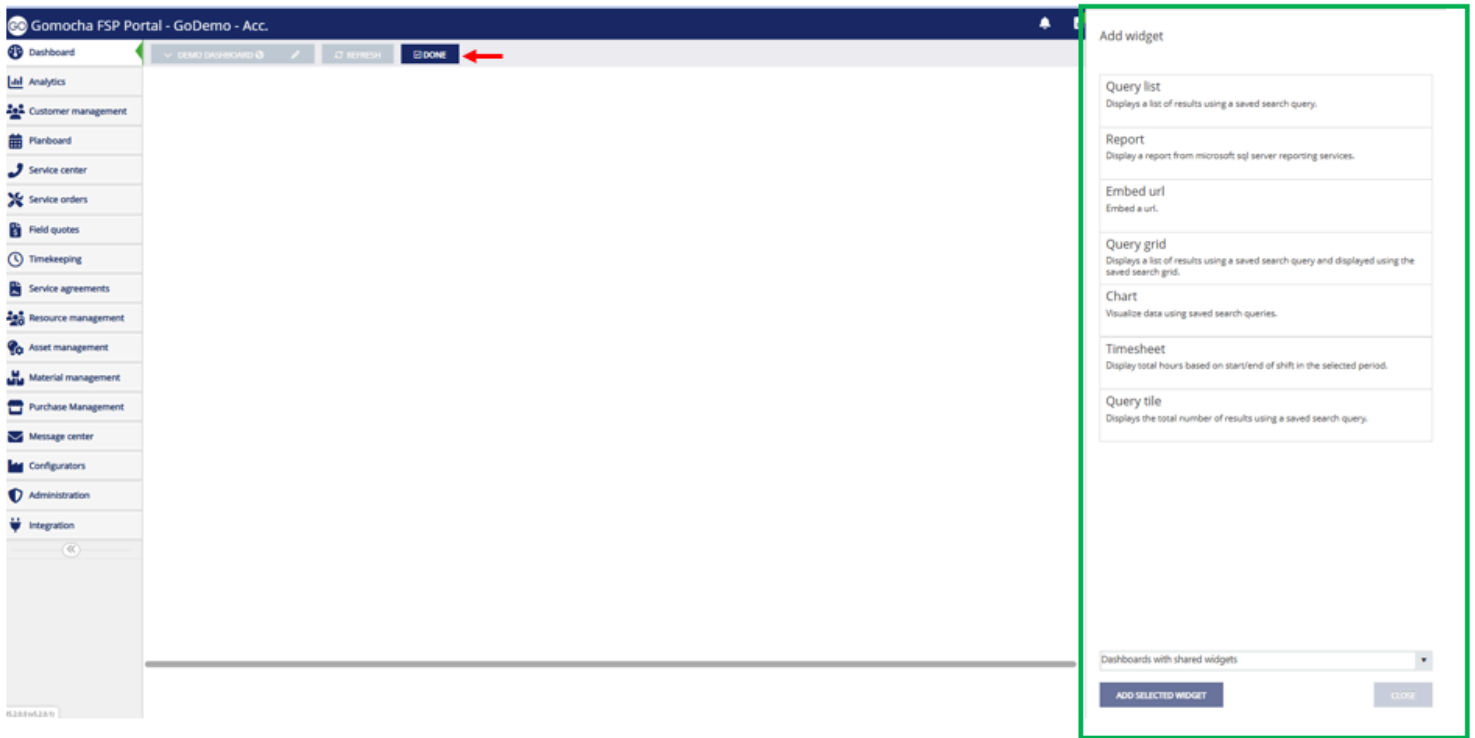 GO Gomocha FSP Portal - GoDemo - Acc.
Dashboard
DEMO DASHBOARD
REFRESH
DONE
Analytics
Customer management
Planboard
Service center
Service orders
Field quotes
Timekeeping
Service agreements
Resource management
Asset management
Material management
Purchase Management
Message center
Configurators
Administration
Integration
Add widget
Query list
Displays a list of results using a saved search query.
Report
Display a report from microsoft sql server reporting services.
Embed url
Embed a url.
Query grid
Displays a list of results using a saved search query and displayed using the
saved search grid.
Chart
Visualize data using saved search queries.
Timesheet
Display total hours based on start/end of shift in the selected period.
Query tile
Displays the total number of results using a saved search query.
Dashboards with shared widgets
ADD SELECTED WIDGET
CLOSE